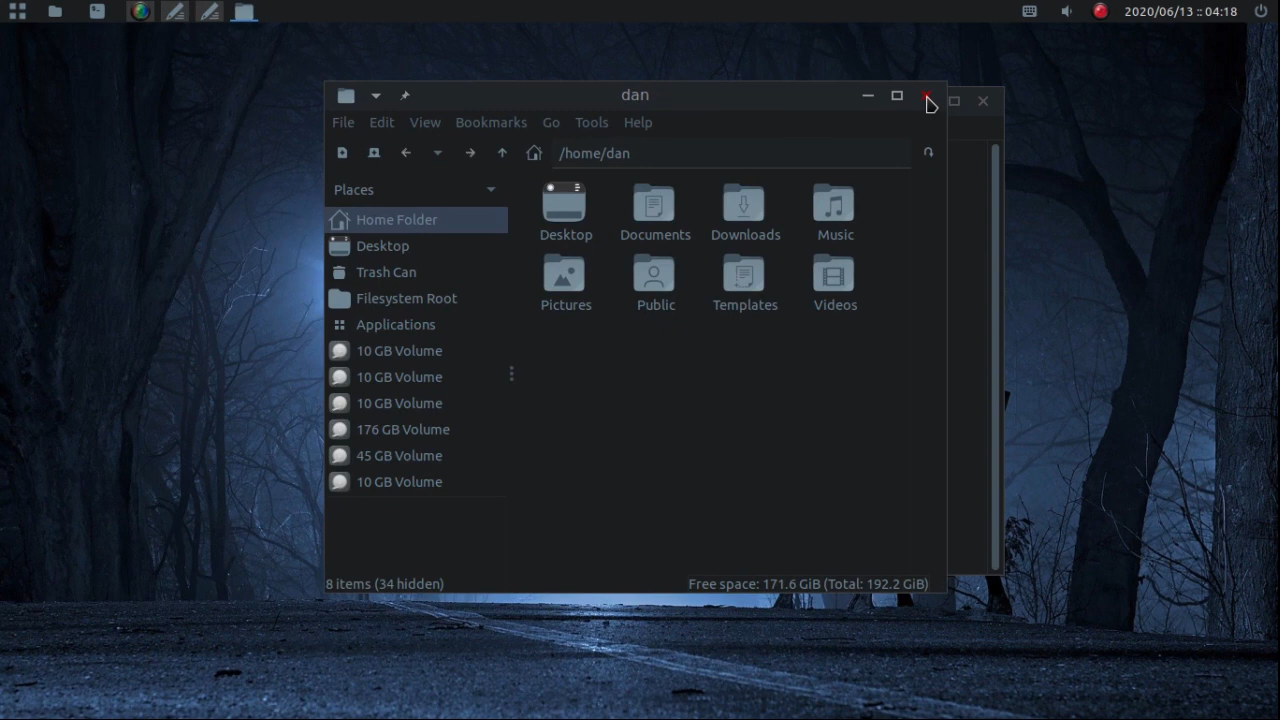 2020/06/13 :: 04:18
dan
File Edit View Bookmarks Go Tools Help
/home/dan
Places
Home Folder
Desktop
Trash Can
Filesystem Root
Applications
10 GB Volume
10 GB Volume
10 GB Volume
176 GB Volume
45 GB Volume
10 GB Volume
Desktop Documents Downloads Music
Pictures Public Templates Videos
8 items (34 hidden) Free space: 171.6 GiB (Total: 192.2 GiB)